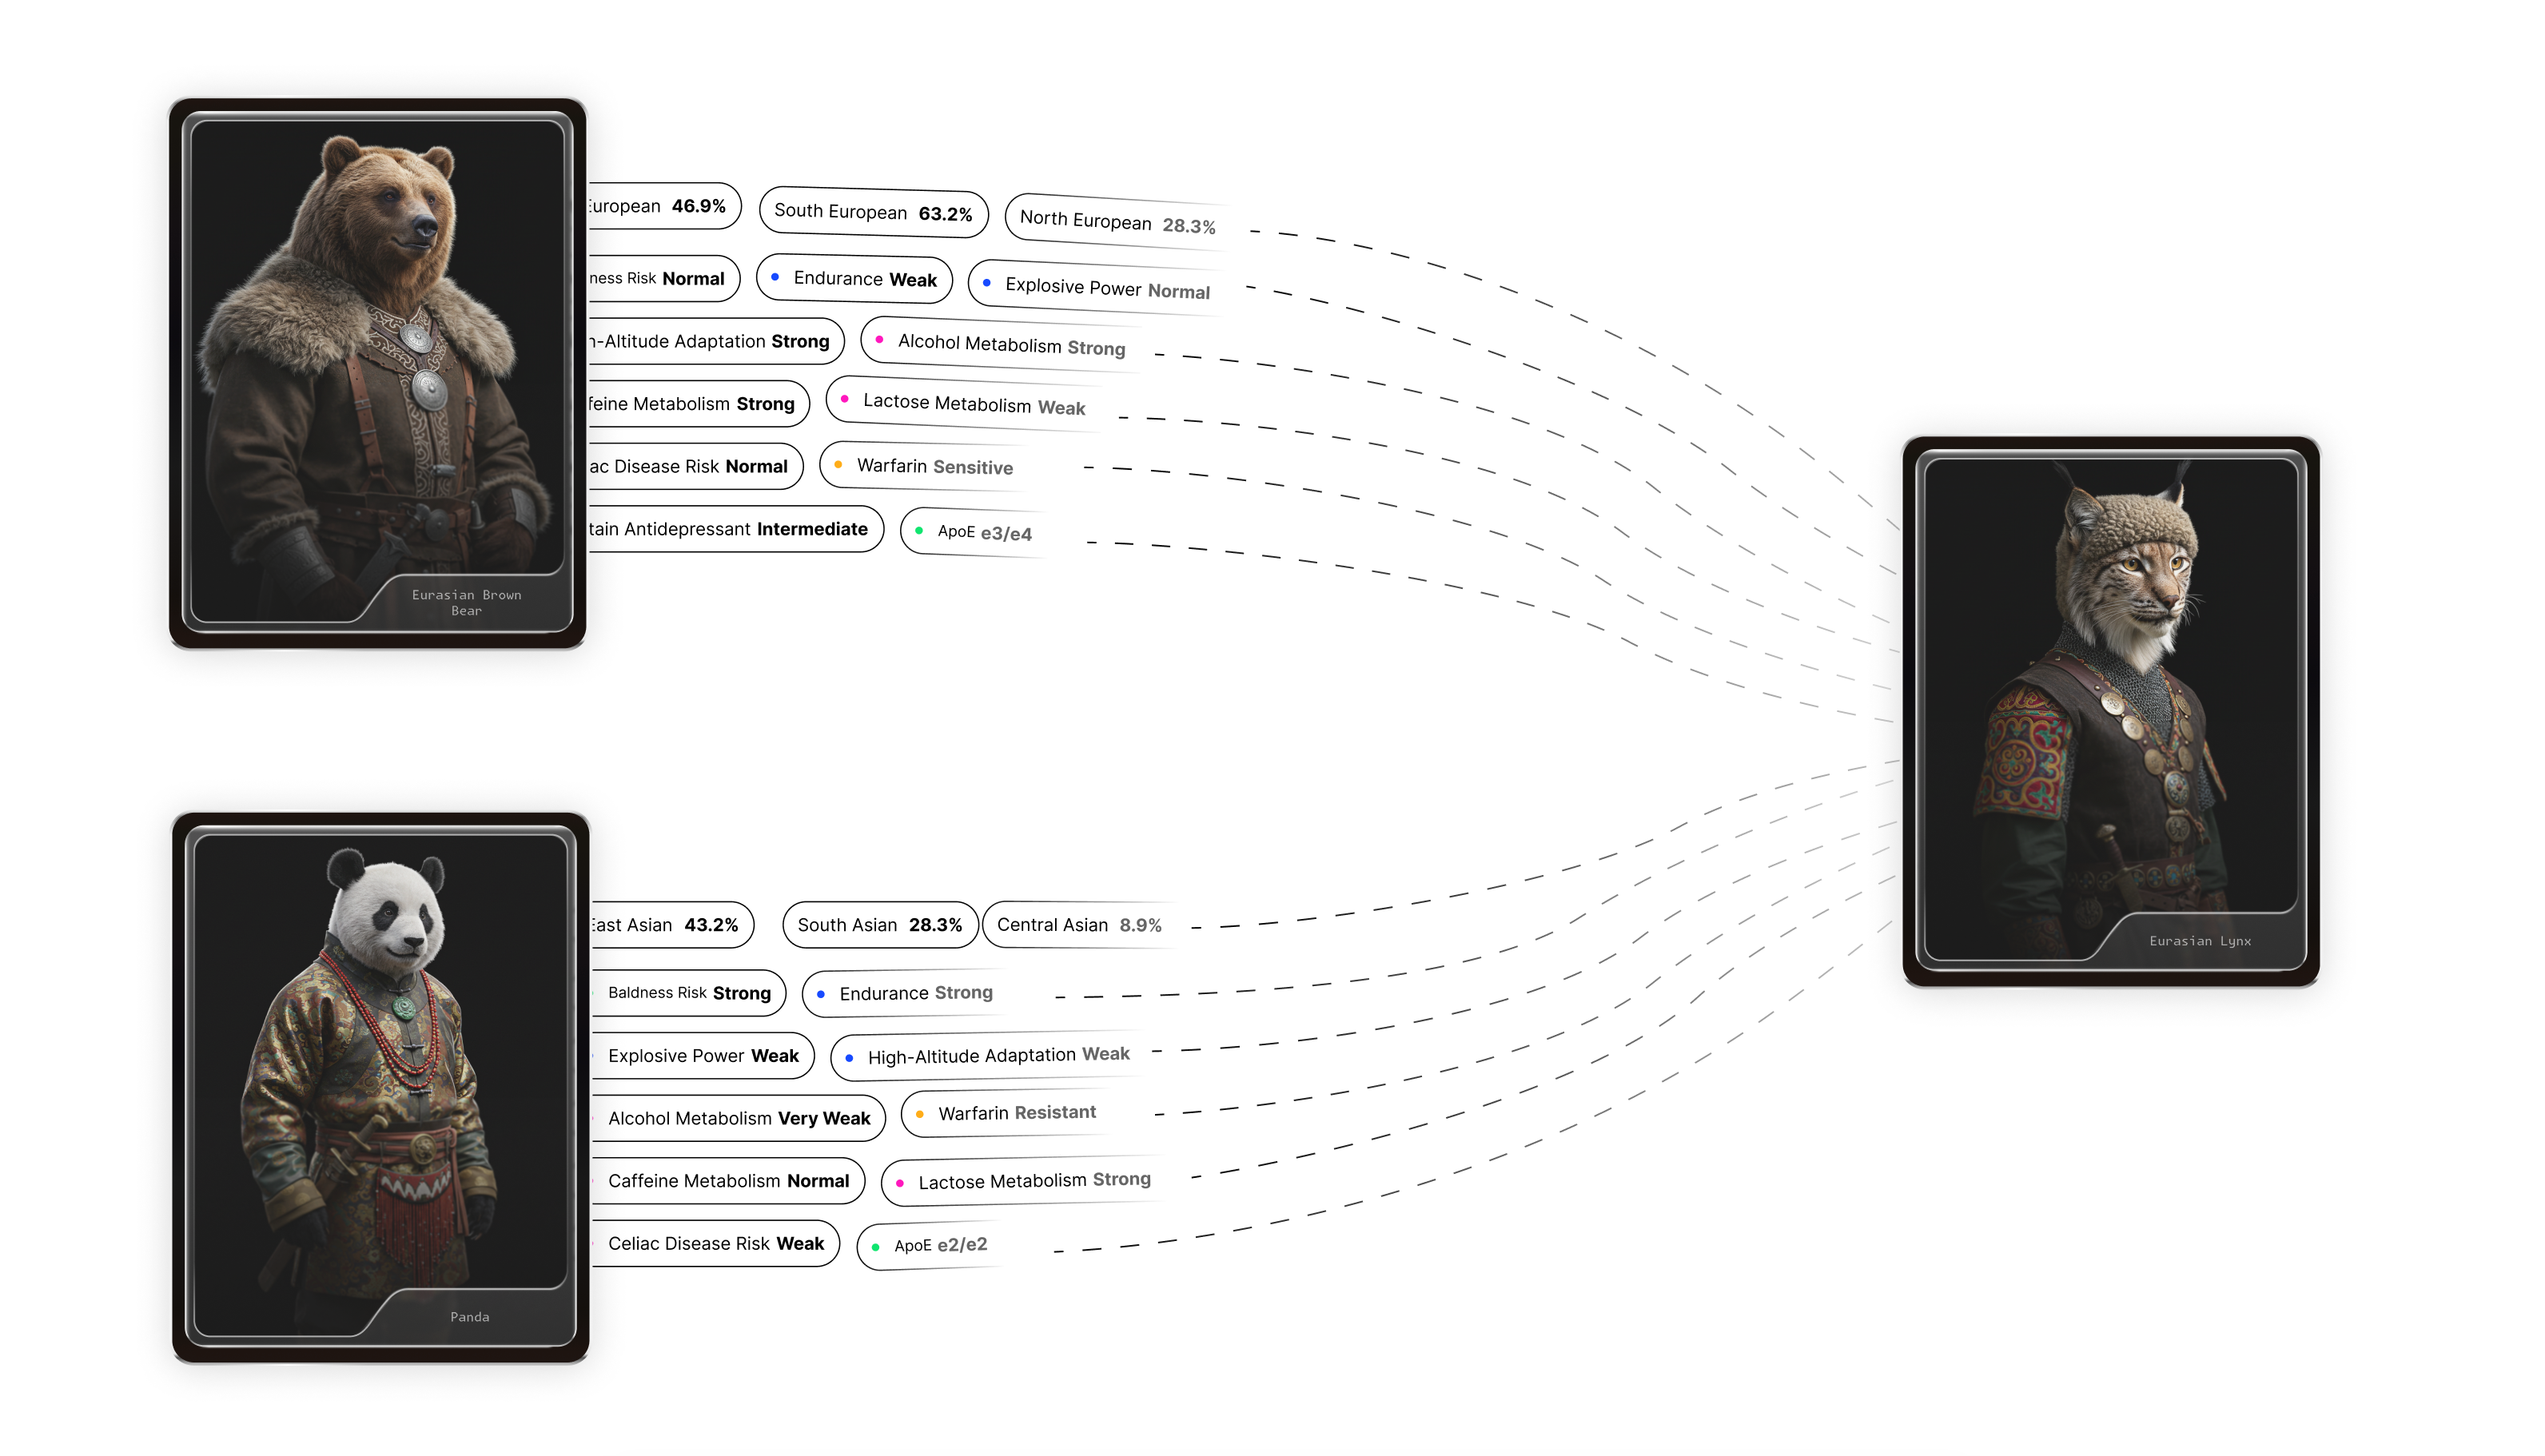 European 46.9%
South European 63.2%
North European 28.3%
ness Risk Normal
Endurance Weak
Explosive Power Normal
-Altitude Adaptation Strong
Alcohol Metabolism Strong
feine Metabolism Strong
Lactose Metabolism Weak
ac Disease Risk Normal
Warfarin Sensitive
tain Antidepressant Intermediate
ApoE e3/e4
Eurasian Brown
Bear
East Asian 43.2%
South Asian 28.3%
Central Asian 8.9%
Baldness Risk Strong
Endurance Strong
Explosive Power Weak
High-Altitude Adaptation Weak
Alcohol Metabolism Very Weak
Warfarin Resistant
Caffeine Metabolism Normal
Lactose Metabolism Strong
Celiac Disease Risk Weak
ApoE e2/e2
Panda
Eurasian Lynx